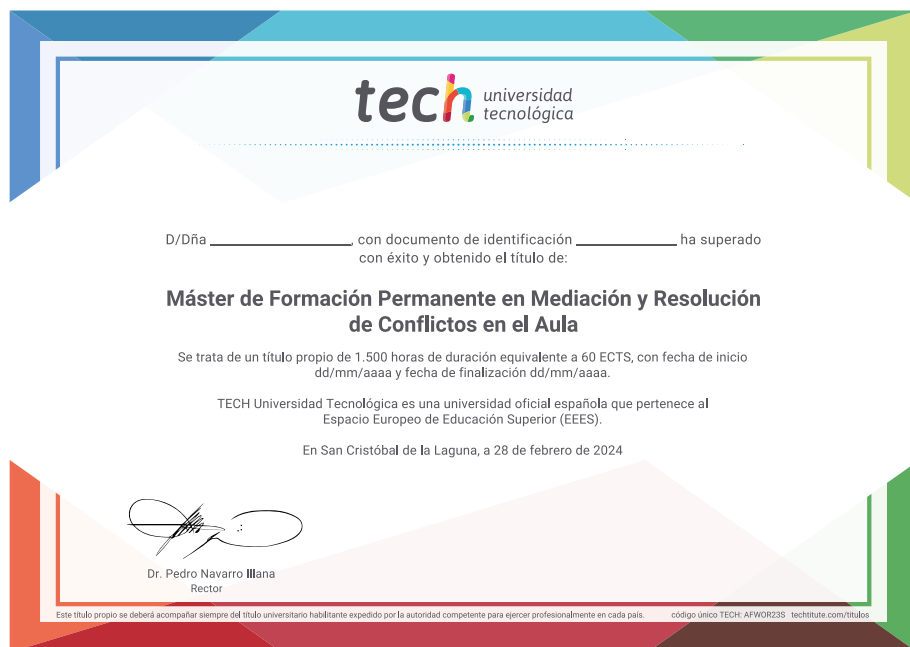 tech universidad
tecnológica
D/Dña ____________________, con documento de identificación ______________ ha superado
con éxito y obtenido el título de:
Máster de Formación Permanente en Mediación y Resolución
de Conflictos en el Aula
Se trata de un título propio de 1.500 horas de duración equivalente a 60 ECTS, con fecha de inicio
dd/mm/aaaa y fecha de finalización dd/mm/aaaa.
TECH Universidad Tecnológica es una universidad oficial española que pertenece al
Espacio Europeo de Educación Superior (EEES).
En San Cristóbal de la Laguna, a 28 de febrero de 2024
Dr. Pedro Navarro Illana
Rector
Este título propio se deberá acompañar siempre del título universitario habilitante expedido por la autoridad competente para ejercer profesionalmente en cada país. código único TECH: AFWOR23S techtitute.com/titulos